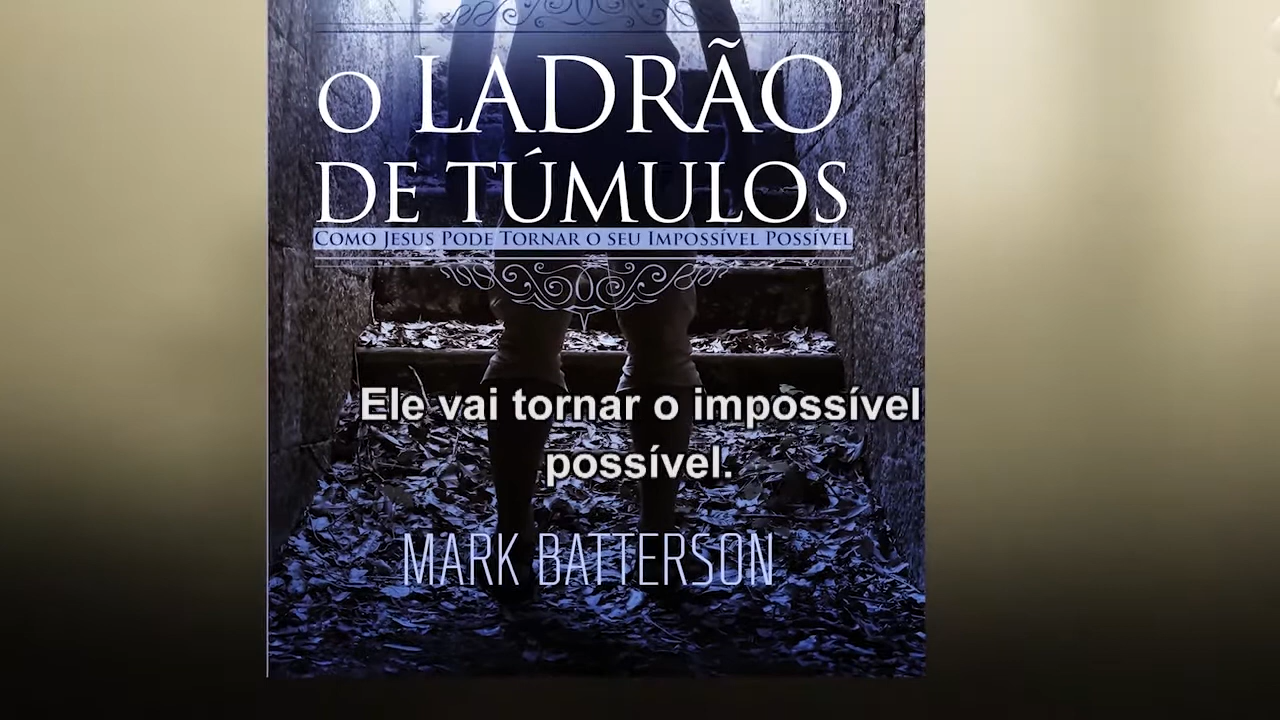 O LADRÃO
DE TÚMULOS
COMO JESUS PODE TORNAR O SEU IMPOSSÍVEL POSSÍVEL
Ele vai tornar o impossível
possível.
MARK BATTERSON